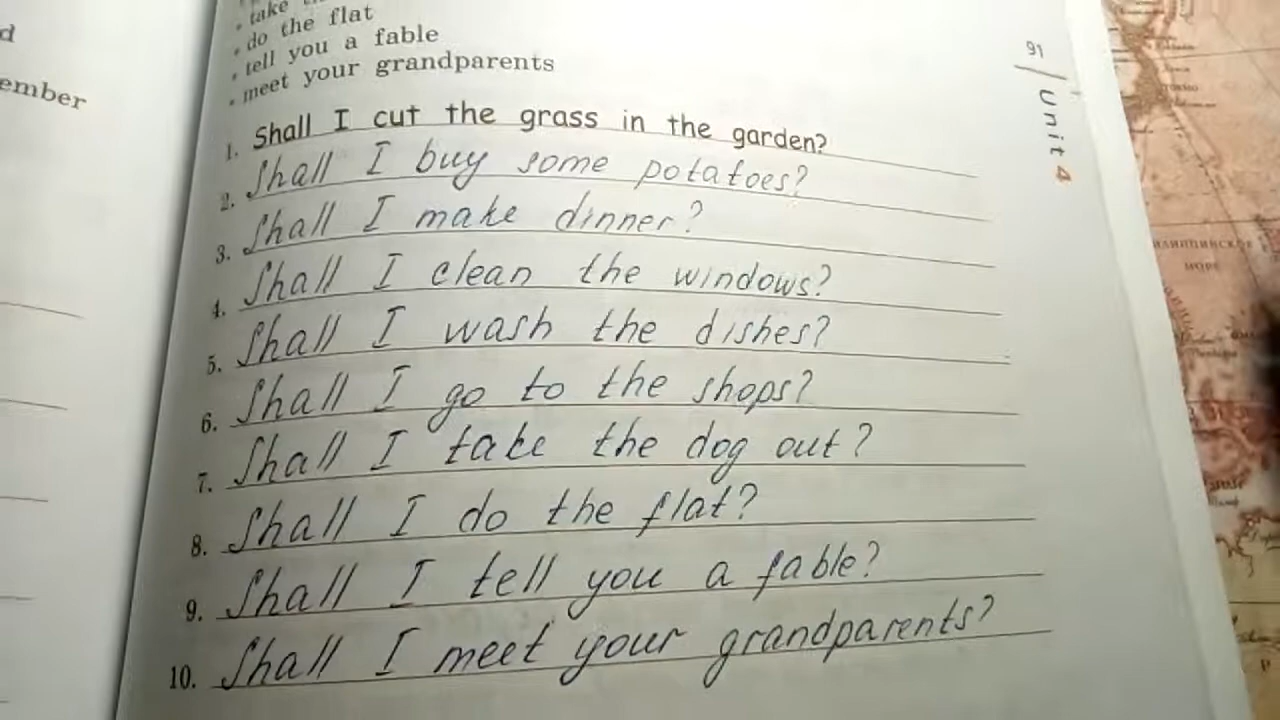 d
ember
• take
• do the flat
• tell you a fable
• meet your grandparents
91
Unit 4
1. Shall I cut the grass in the garden?
2. Shall I buy some potatoes?
3. Shall I make dinner?
4. Shall I clean the windows?
5. Shall I wash the dishes?
6. Shall I go to the shops?
7. Shall I take the dog out?
8. Shall I do the flat?
9. Shall I tell you a fable?
10. Shall I meet your grandparents?
МОРЕ